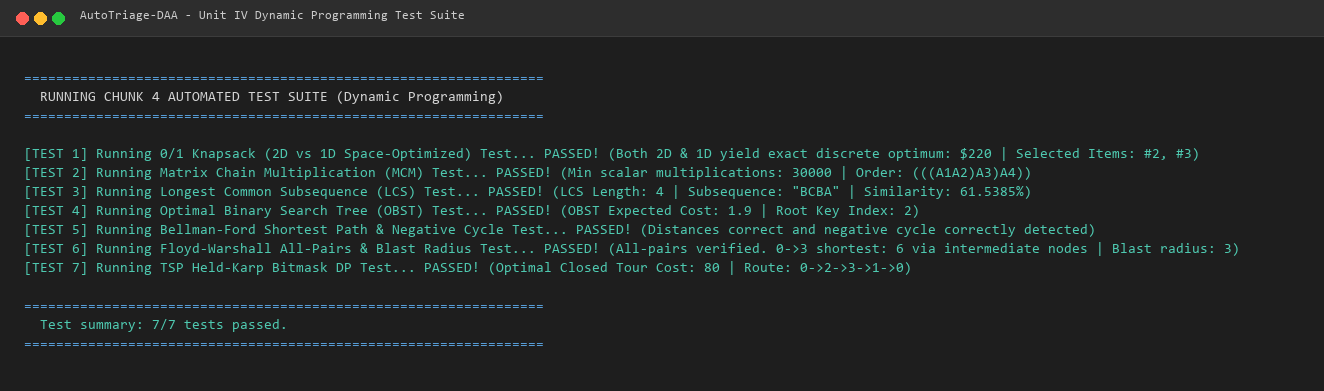 AutoTriage-DAA - Unit IV Dynamic Programming Test Suite
=================================================================
RUNNING CHUNK 4 AUTOMATED TEST SUITE (Dynamic Programming)
=================================================================
[TEST 1] Running 0/1 Knapsack (2D vs 1D Space-Optimized) Test... PASSED! (Both 2D & 1D yield exact discrete optimum: $220 | Selected Items: #2, #3)
[TEST 2] Running Matrix Chain Multiplication (MCM) Test... PASSED! (Min scalar multiplications: 30000 | Order: (((A1A2)A3)A4))
[TEST 3] Running Longest Common Subsequence (LCS) Test... PASSED! (LCS Length: 4 | Subsequence: "BCBA" | Similarity: 61.5385%)
[TEST 4] Running Optimal Binary Search Tree (OBST) Test... PASSED! (OBST Expected Cost: 1.9 | Root Key Index: 2)
[TEST 5] Running Bellman-Ford Shortest Path & Negative Cycle Test... PASSED! (Distances correct and negative cycle correctly detected)
[TEST 6] Running Floyd-Warshall All-Pairs & Blast Radius Test... PASSED! (All-pairs verified. 0->3 shortest: 6 via intermediate nodes | Blast radius: 3)
[TEST 7] Running TSP Held-Karp Bitmask DP Test... PASSED! (Optimal Closed Tour Cost: 80 | Route: 0->2->3->1->0)
=================================================================
Test summary: 7/7 tests passed.
=================================================================